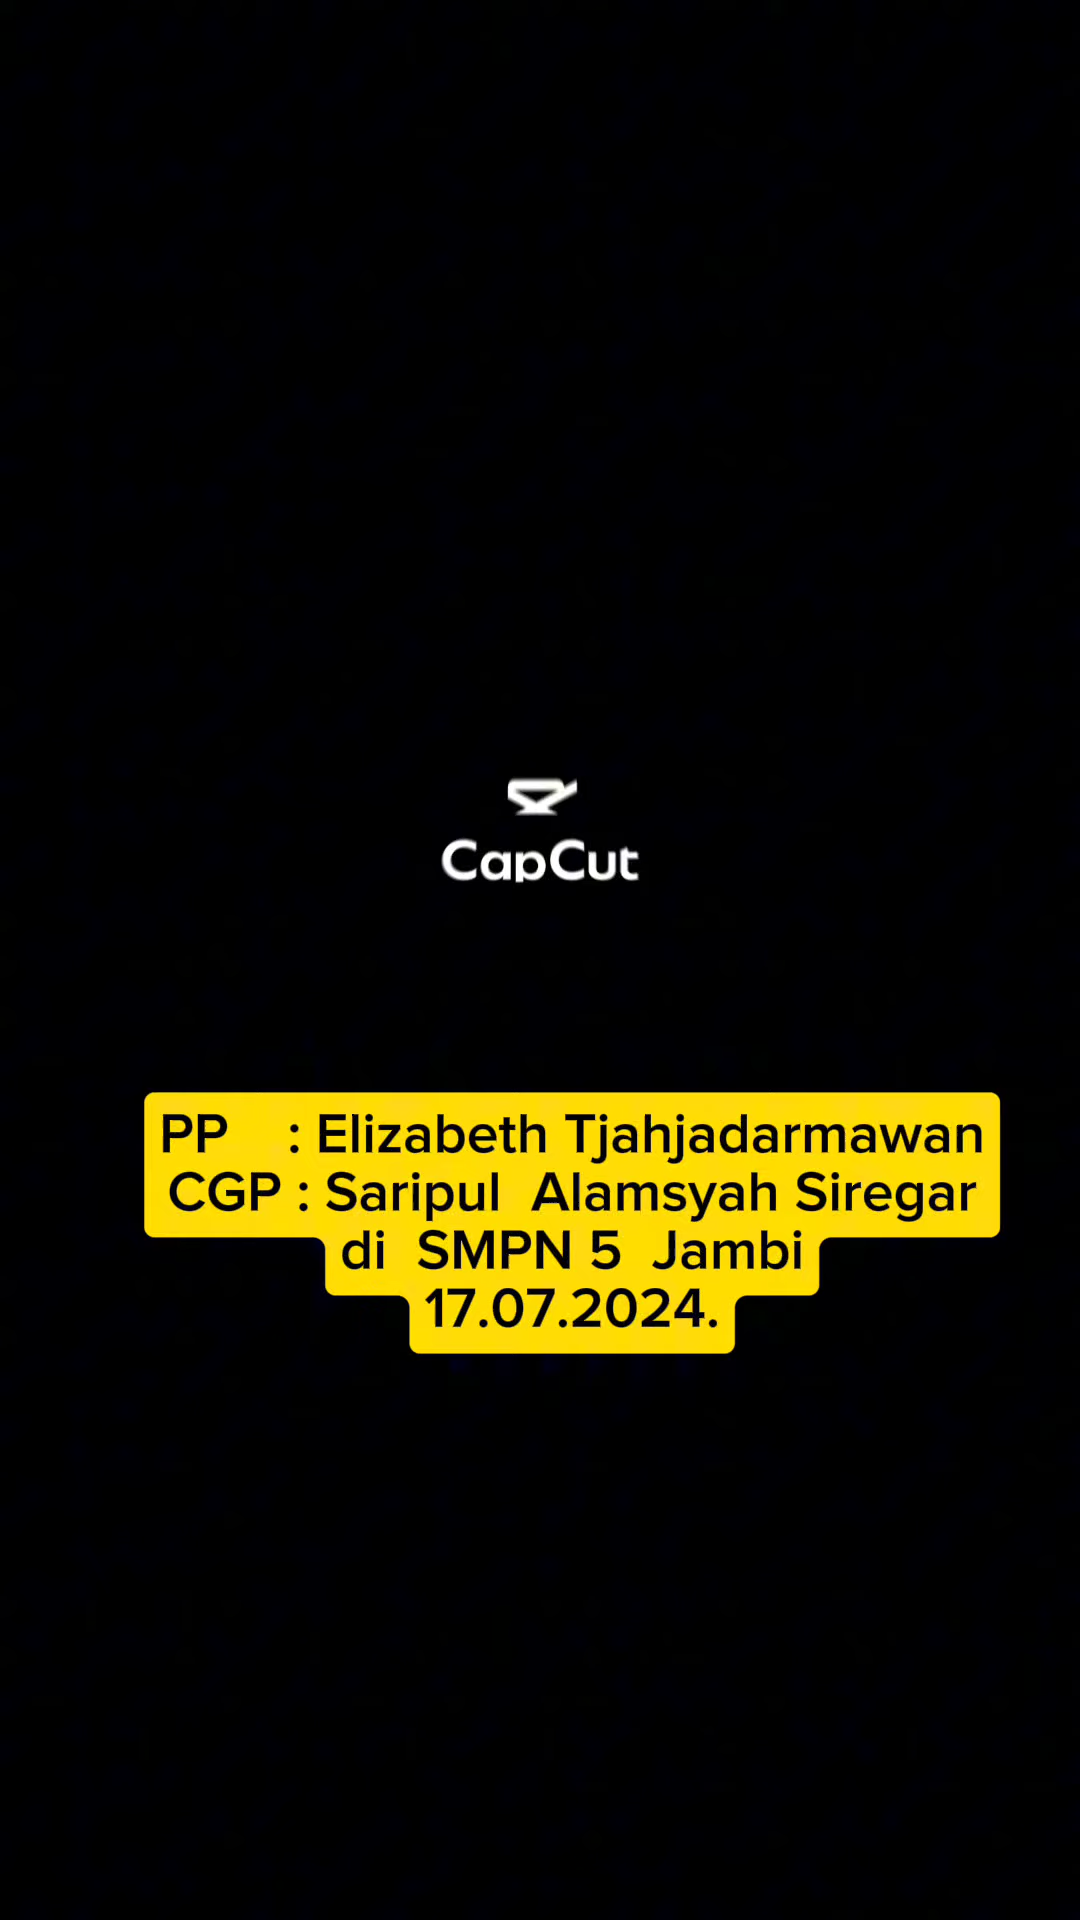 CapCut
PP : Elizabeth Tjahjadarmawan
CGP : Saripul Alamsyah Siregar
di SMPN 5 Jambi
17.07.2024.